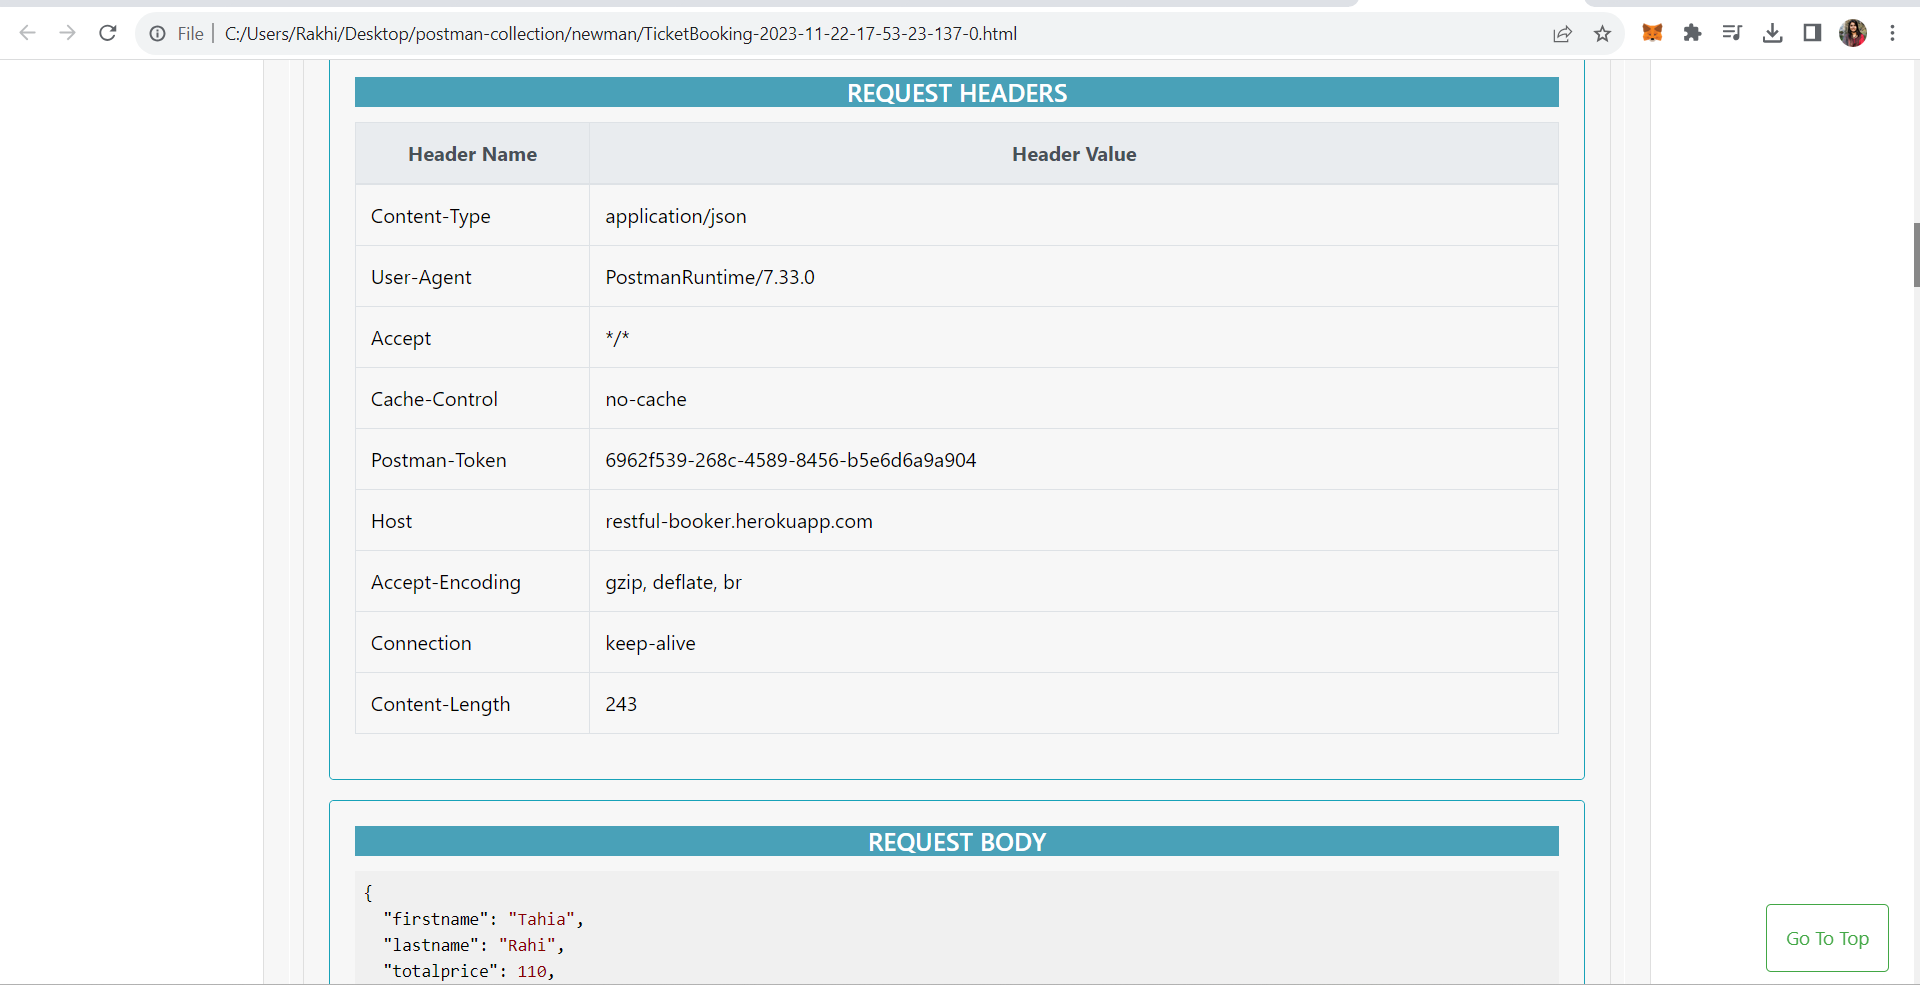 File | C:/Users/Rakhi/Desktop/postman-collection/newman/TicketBooking-2023-11-22-17-53-23-137-0.html
REQUEST HEADERS
Header Name Header Value
Content-Type application/json
User-Agent PostmanRuntime/7.33.0
Accept */*
Cache-Control no-cache
Postman-Token 6962f539-268c-4589-8456-b5e6d6a9a904
Host restful-booker.herokuapp.com
Accept-Encoding gzip, deflate, br
Connection keep-alive
Content-Length 243
REQUEST BODY
{
"firstname": "Tahia",
"lastname": "Rahi",
"totalprice": 110,
Go To Top